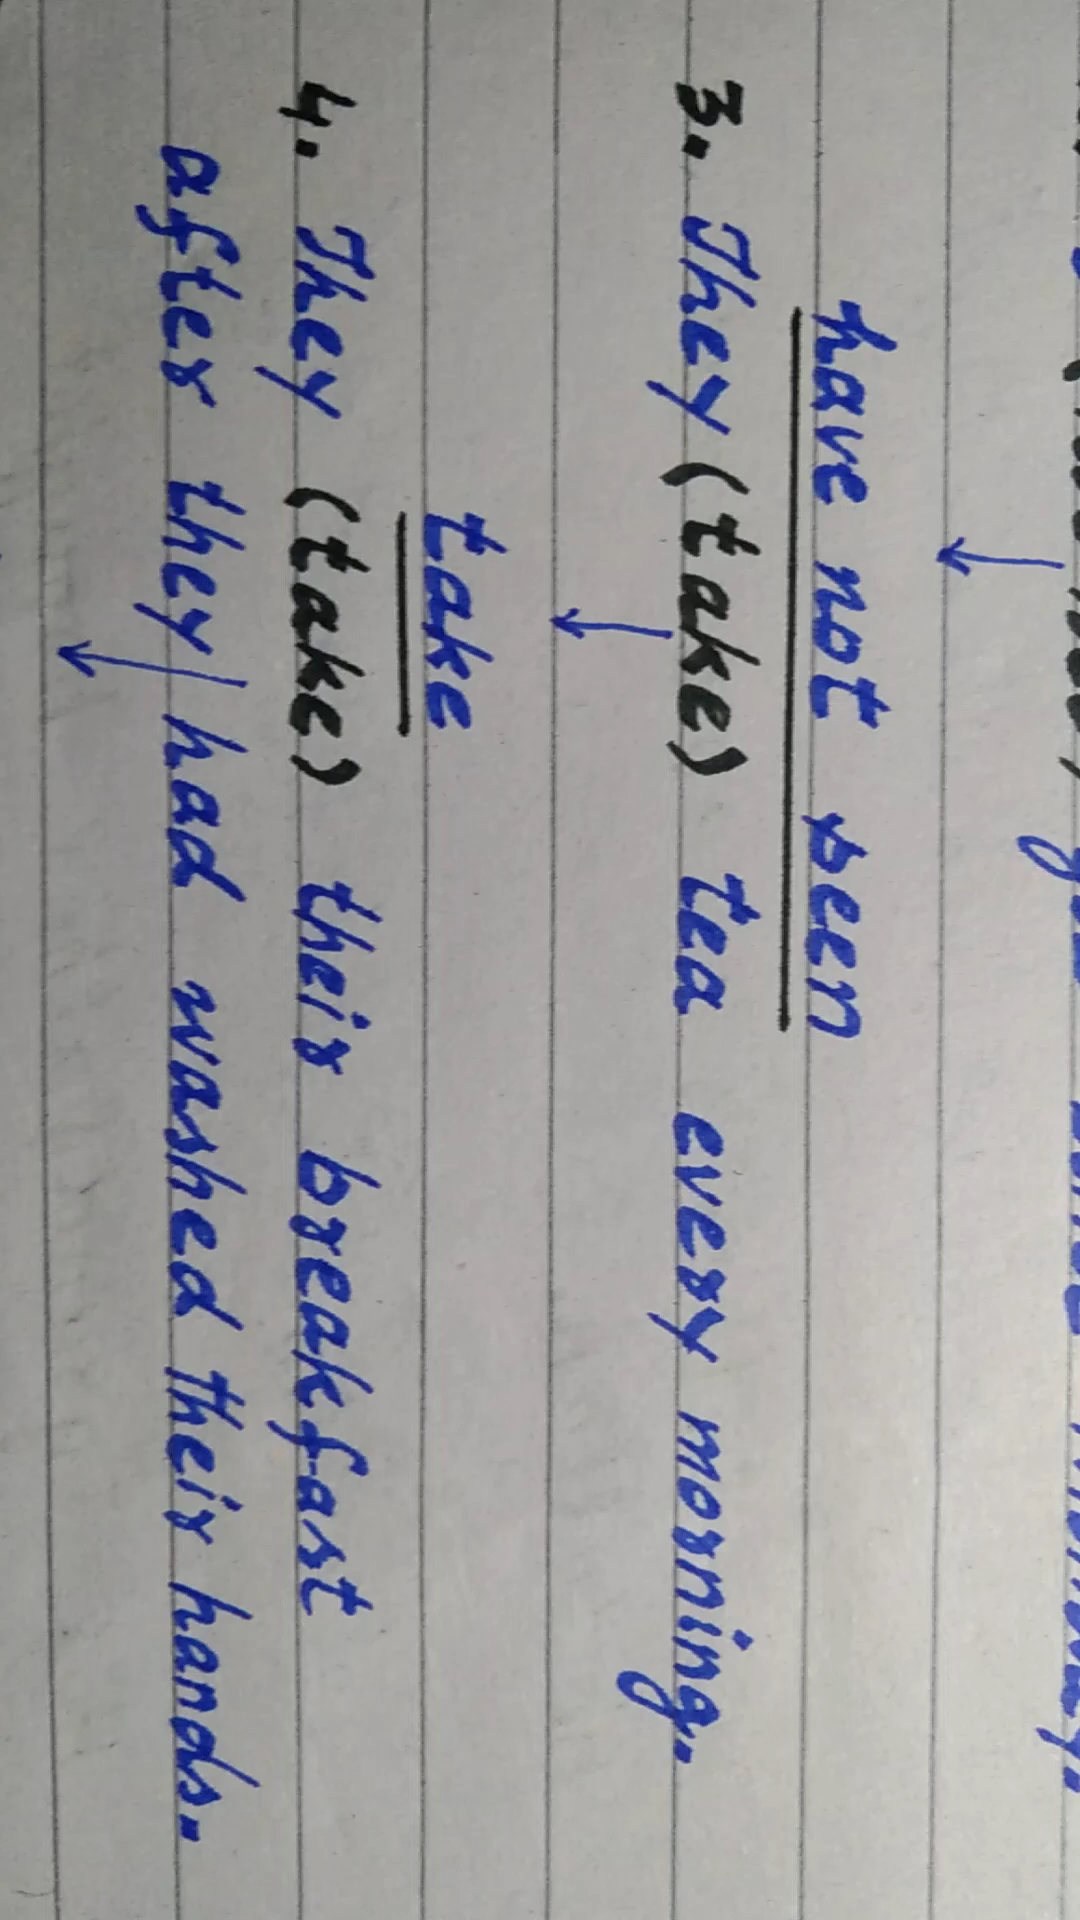 have not seen
3. They (take) tea every morning.
take
4. They (take) their breakfast
after they had washed their hands.